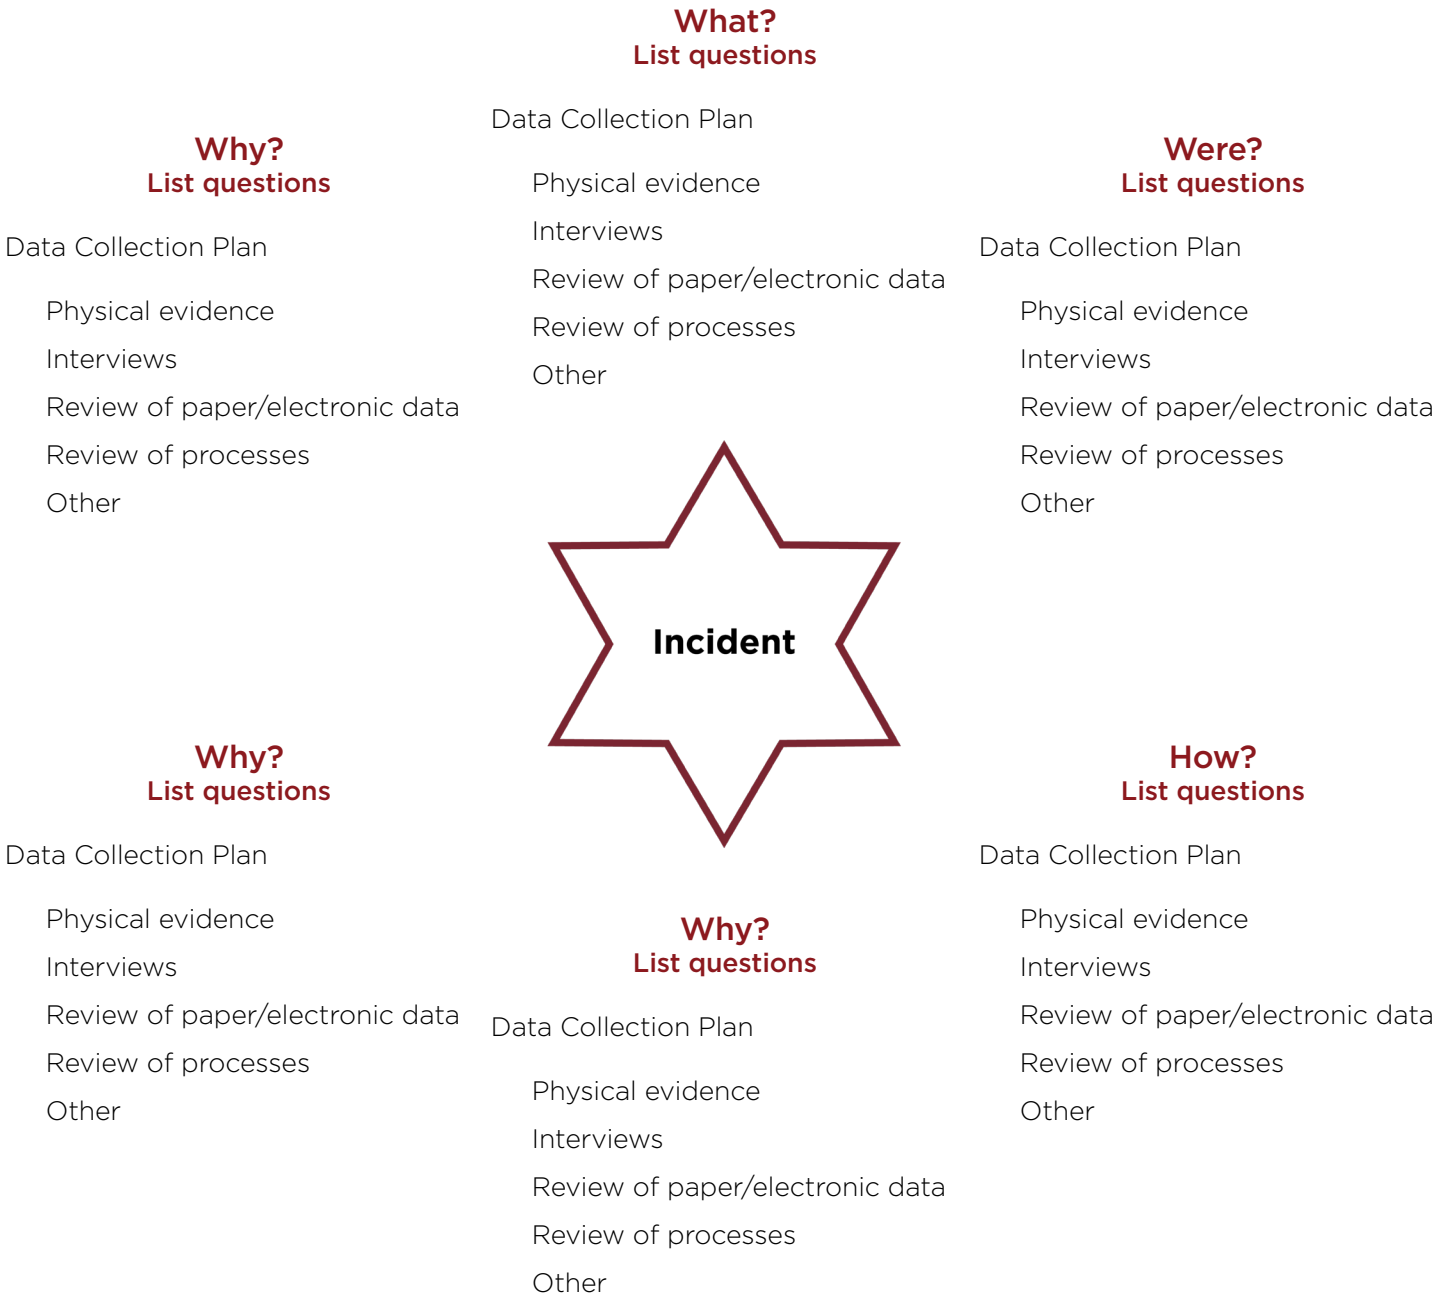 What?
List questions
Data Collection Plan
Physical evidence
Interviews
Review of paper/electronic data
Review of processes
Other
Why?
List questions
Data Collection Plan
Physical evidence
Interviews
Review of paper/electronic data
Review of processes
Other
Were?
List questions
Data Collection Plan
Physical evidence
Interviews
Review of paper/electronic data
Review of processes
Other
Incident
Why?
List questions
Data Collection Plan
Physical evidence
Interviews
Review of paper/electronic data
Review of processes
Other
Why?
List questions
Data Collection Plan
Physical evidence
Interviews
Review of paper/electronic data
Review of processes
Other
How?
List questions
Data Collection Plan
Physical evidence
Interviews
Review of paper/electronic data
Review of processes
Other